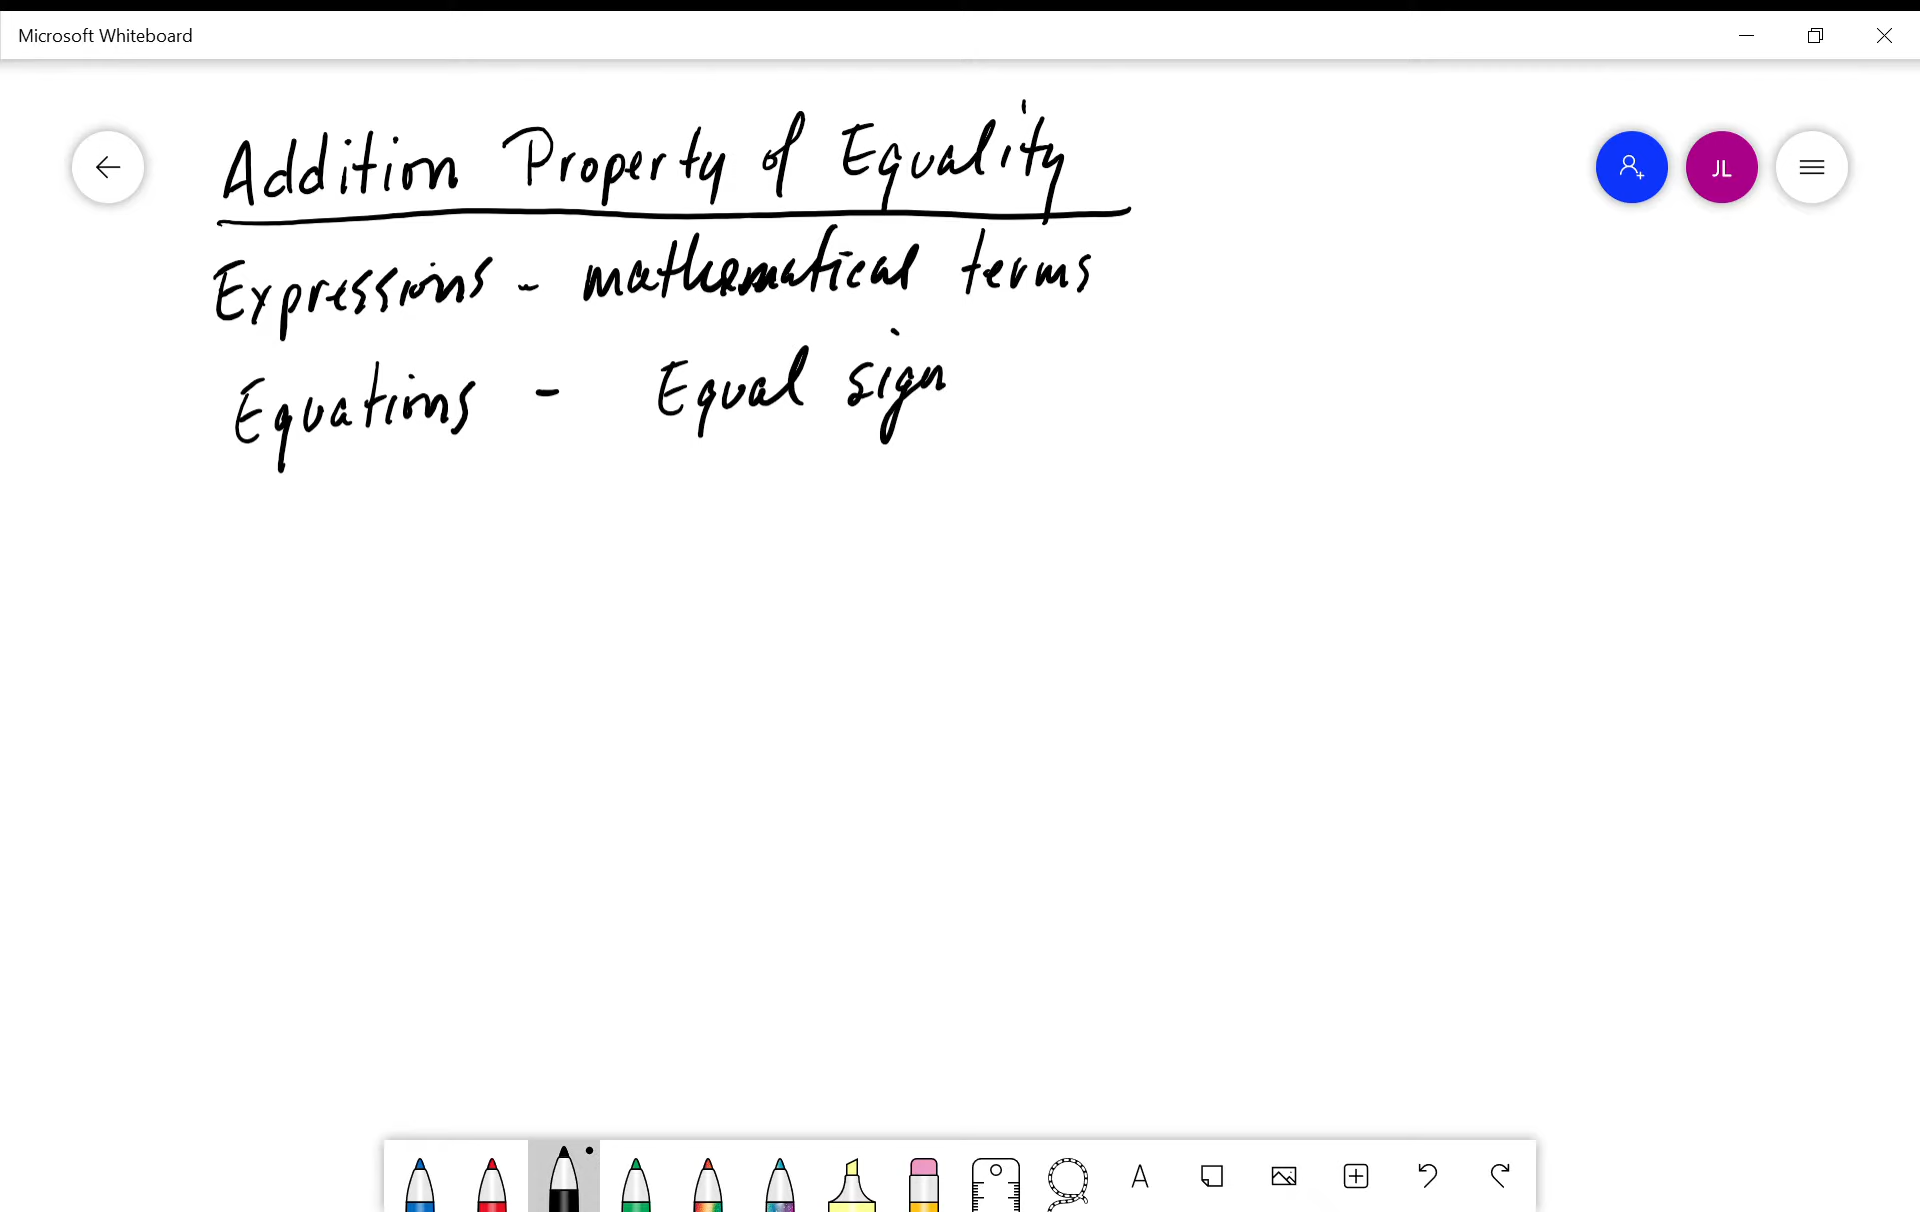 Microsoft Whiteboard
Addition Property of Equality
JL
Expressions - mathematical terms
Equations - Equal sign
A